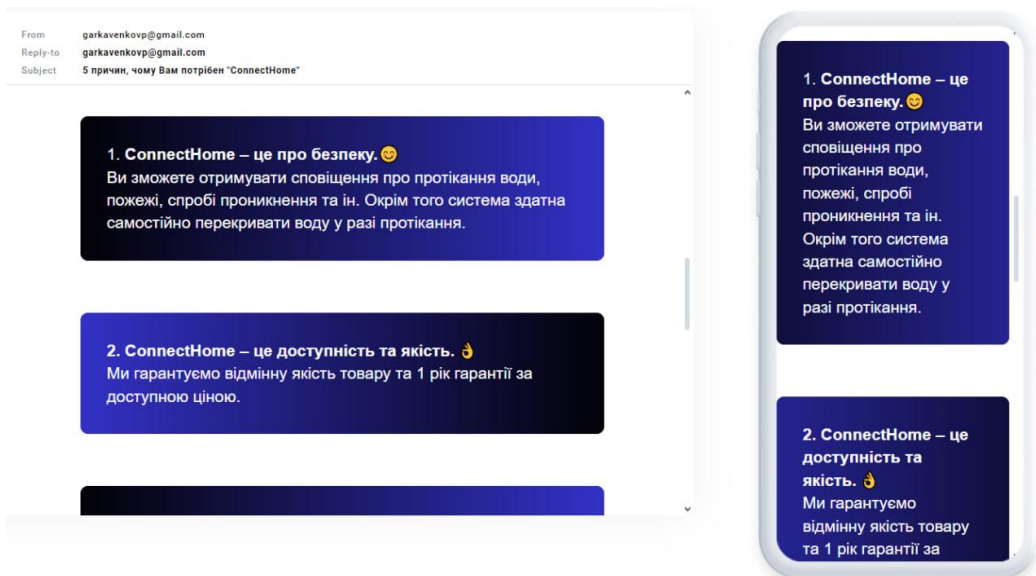 From garkavenkovp@gmail.com
Reply-to garkavenkovp@gmail.com
Subject 5 причин, чому Вам потрібен "ConnectHome"
1. ConnectHome – це про безпеку.😊
Ви зможете отримувати сповіщення про протікання води,
пожежі, спробі проникнення та ін. Окрім того система здатна
самостійно перекривати воду у разі протікання.
2. ConnectHome – це доступність та якість. 👌
Ми гарантуємо відмінну якість товару та 1 рік гарантії за
доступною ціною.
1. ConnectHome – це
про безпеку.😊
Ви зможете отримувати
сповіщення про
протікання води,
пожежі, спробі
проникнення та ін.
Окрім того система
здатна самостійно
перекривати воду у
разі протікання.
2. ConnectHome – це
доступність та
якість. 👌
Ми гарантуємо
відмінну якість товару
та 1 рік гарантії за